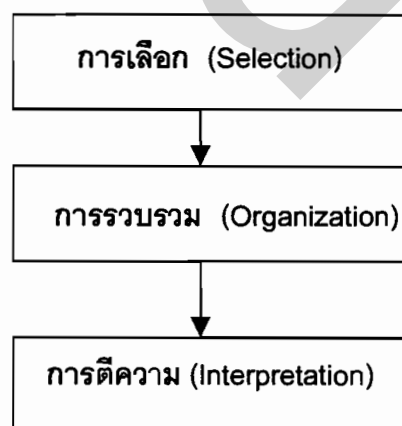 การเลือก (Selection)
การรวบรวม (Organization)
การตีความ (Interpretation)